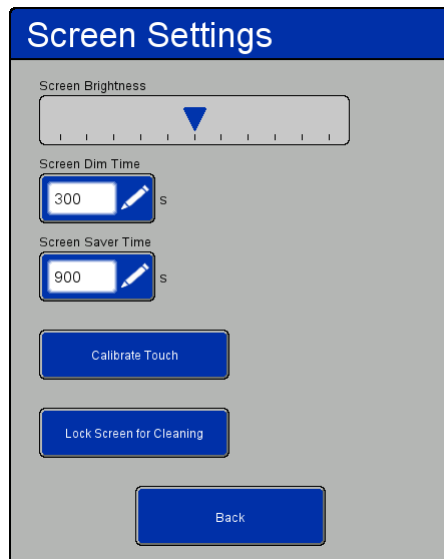 Screen Settings
Screen Brightness
Screen Dim Time
300 s
Screen Saver Time
900 s
Calibrate Touch
Lock Screen for Cleaning
Back